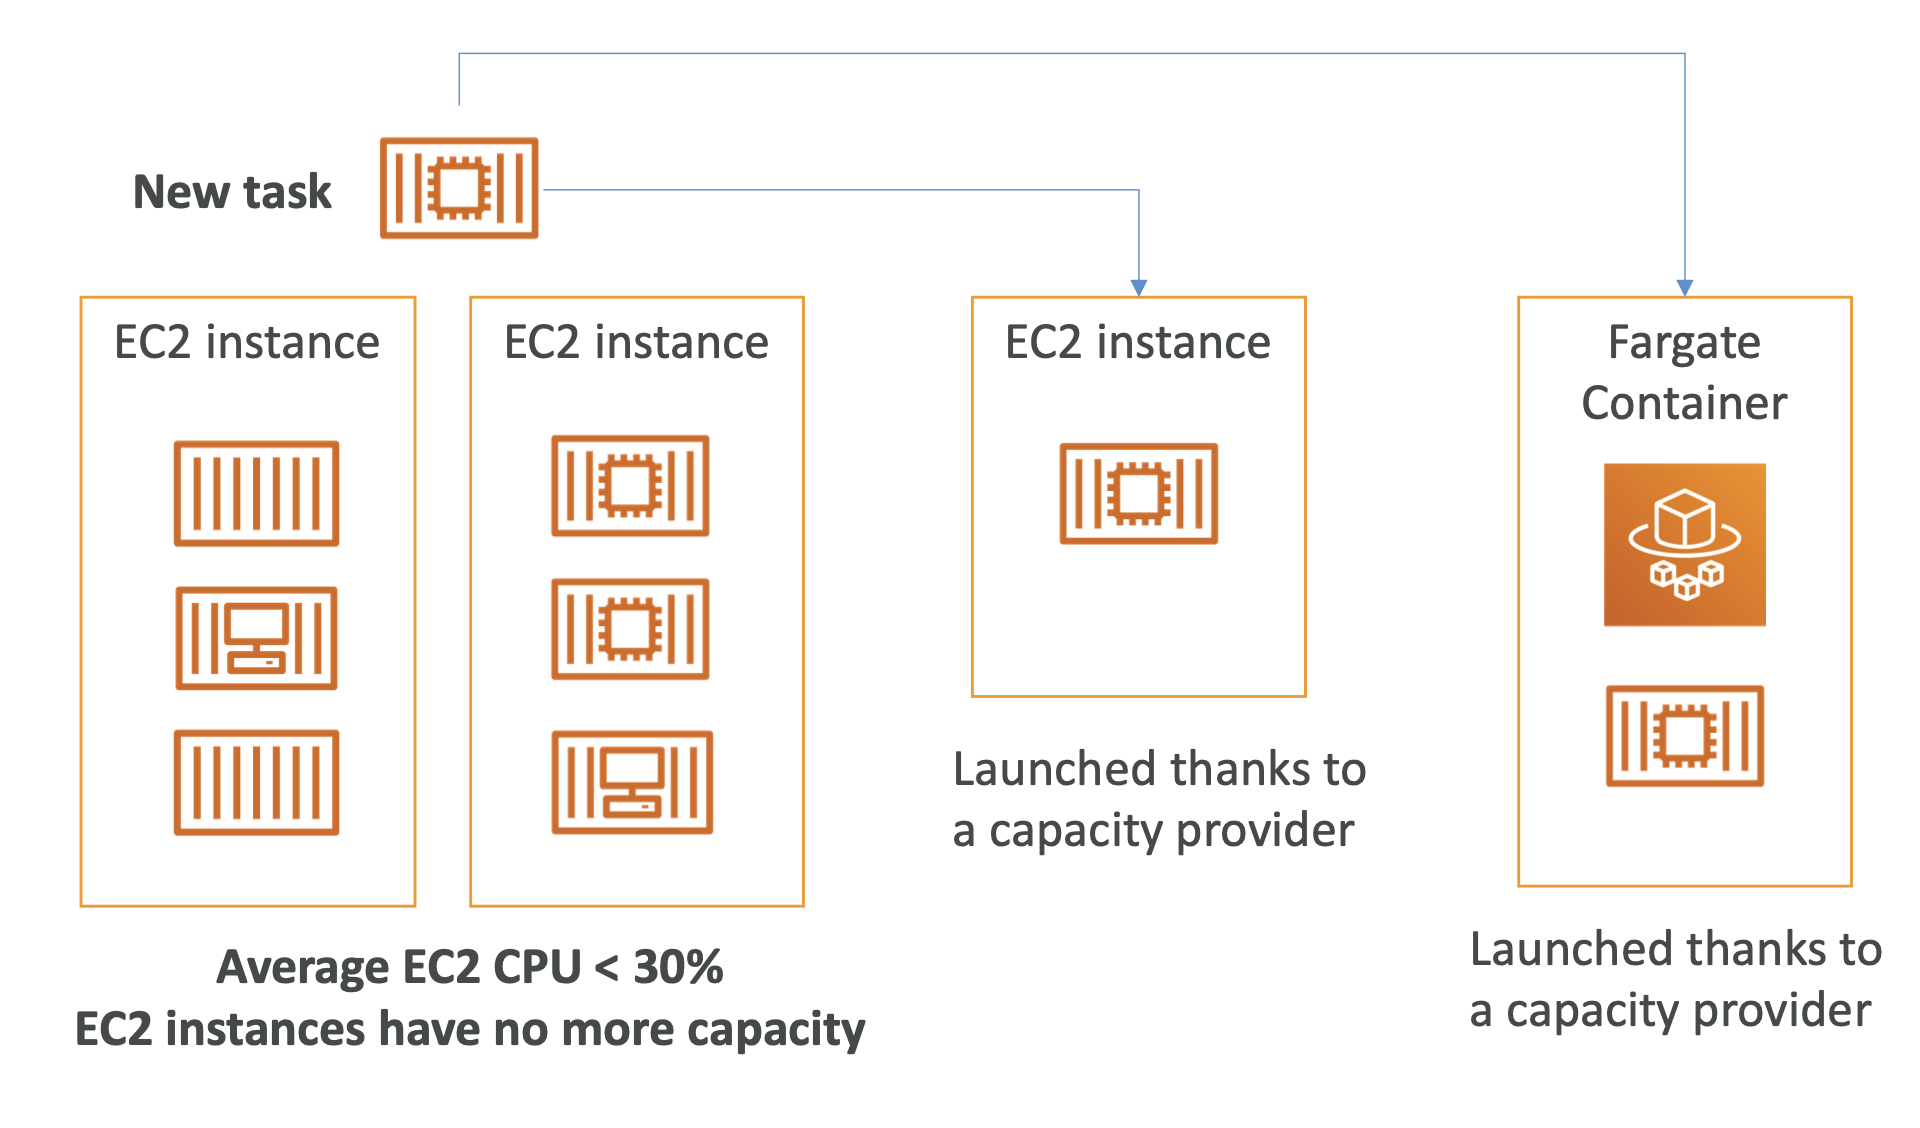 New task
EC2 instance
EC2 instance
EC2 instance
Fargate
Container
Launched thanks to
a capacity provider
Launched thanks to
a capacity provider
Average EC2 CPU < 30%
EC2 instances have no more capacity